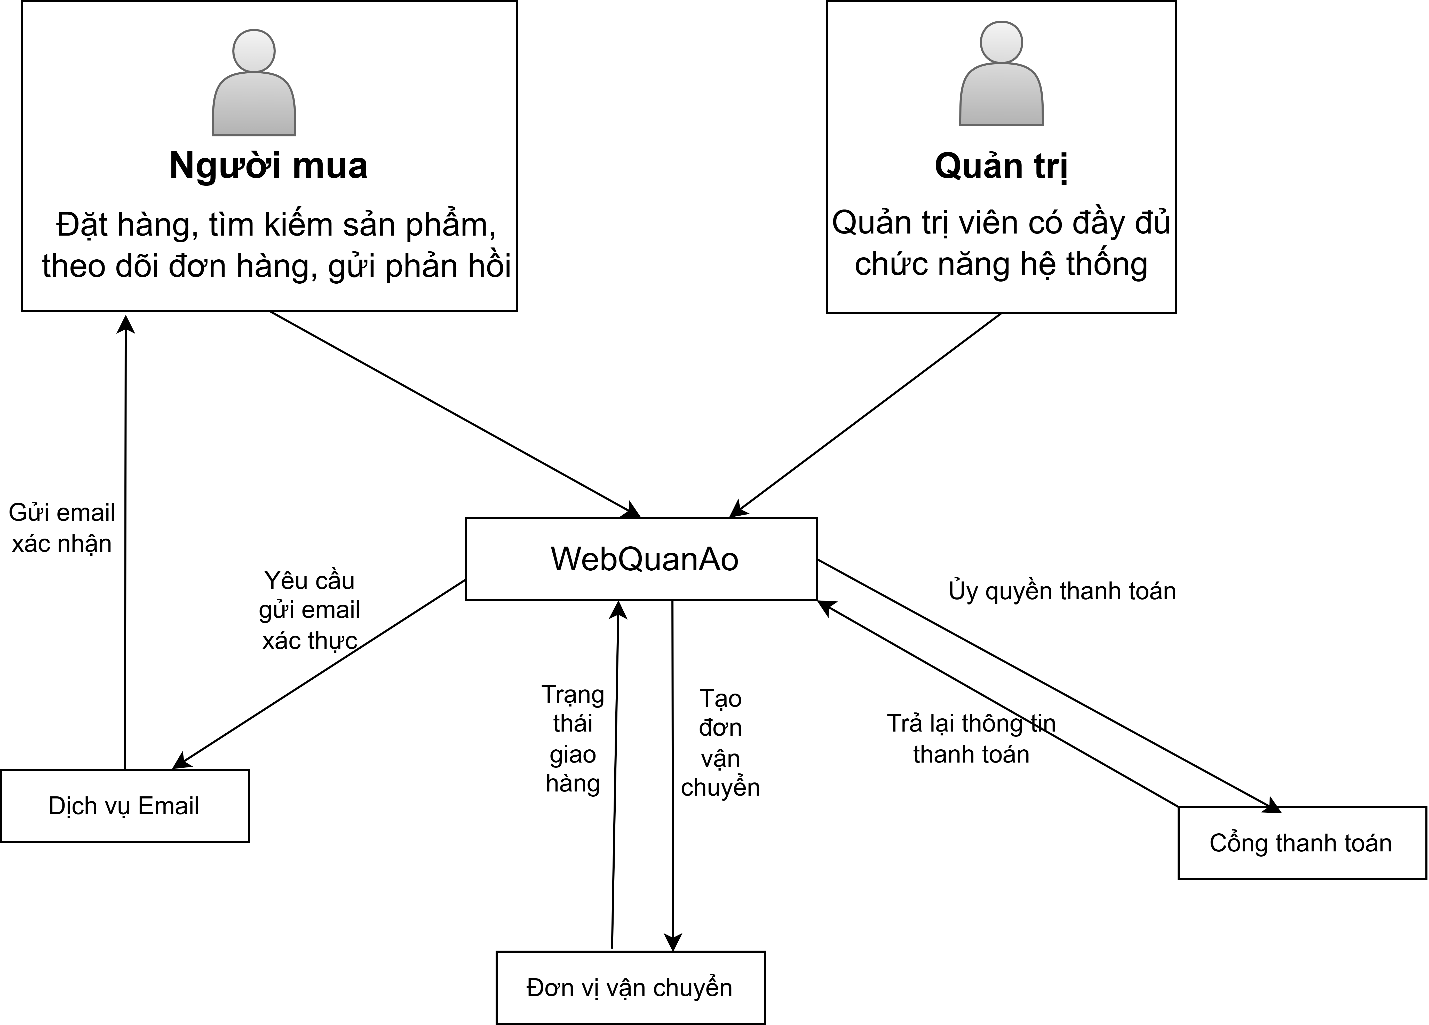 Người mua
Đặt hàng, tìm kiếm sản phẩm,
theo dõi đơn hàng, gửi phản hồi
Quản trị
Quản trị viên có đầy đủ
chức năng hệ thống
Gửi email
xác nhận
Yêu cầu
gửi email
xác thực
WebQuanAo
Ủy quyền thanh toán
Trạng
thái
giao
hàng
Tạo
đơn
vận
chuyển
Trả lại thông tin
thanh toán
Dịch vụ Email
Cổng thanh toán
Đơn vị vận chuyển